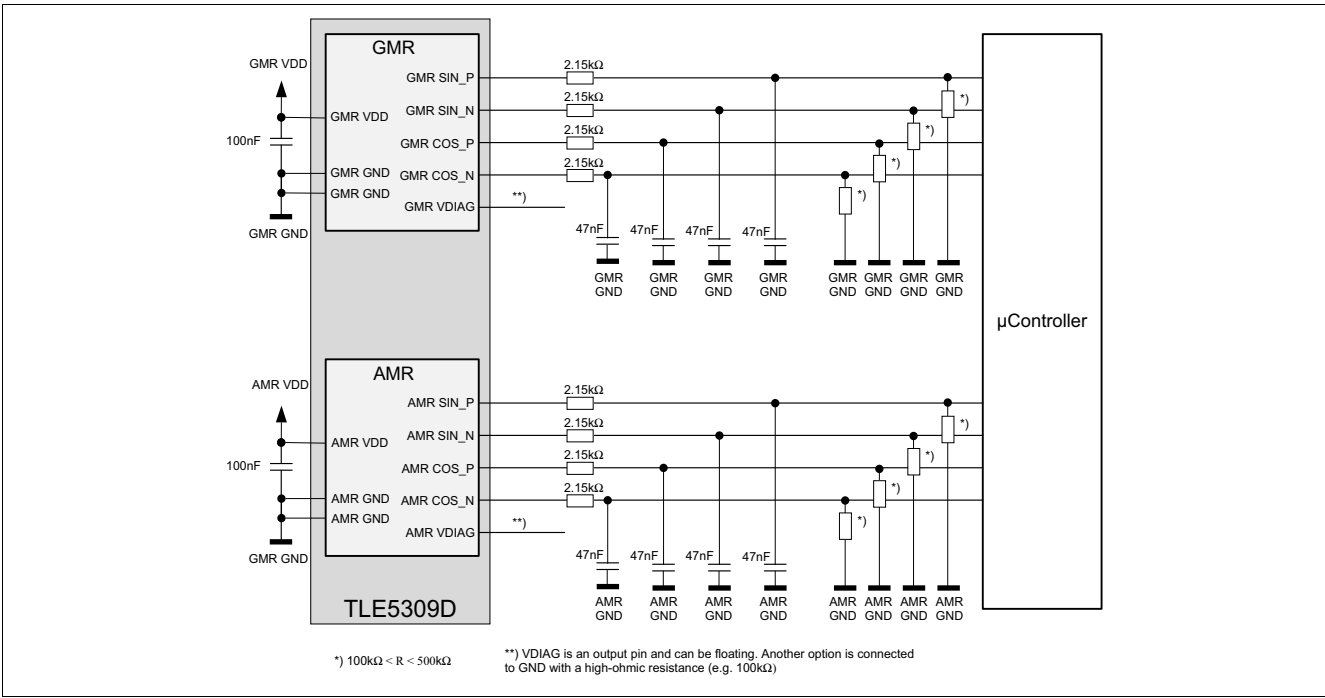 GMR
GMR VDD
GMR SIN_P
2.15kΩ
GMR SIN_N
2.15kΩ
*)
GMR VDD
100nF
GMR COS_P
2.15kΩ
*)
GMR GND
GMR COS_N
2.15kΩ
*)
GMR GND
GMR VDIAG
**)
*)
GMR GND
47nF
47nF
47nF
47nF
GMR GMR GMR GMR GMR GMR GMR GMR
GND GND GND GND GND GND GND GND
µController
AMR
AMR VDD
AMR SIN_P
2.15kΩ
AMR SIN_N
2.15kΩ
*)
AMR VDD
100nF
AMR COS_P
2.15kΩ
*)
AMR GND
AMR COS_N
2.15kΩ
*)
AMR GND
AMR VDIAG
**)
*)
GMR GND
47nF
47nF
47nF
47nF
AMR AMR AMR AMR AMR AMR AMR AMR
GND GND GND GND GND GND GND GND
TLE5309D
*) 100kΩ < R < 500kΩ
**) VDIAG is an output pin and can be floating. Another option is connected
to GND with a high-ohmic resistance (e.g. 100kΩ)